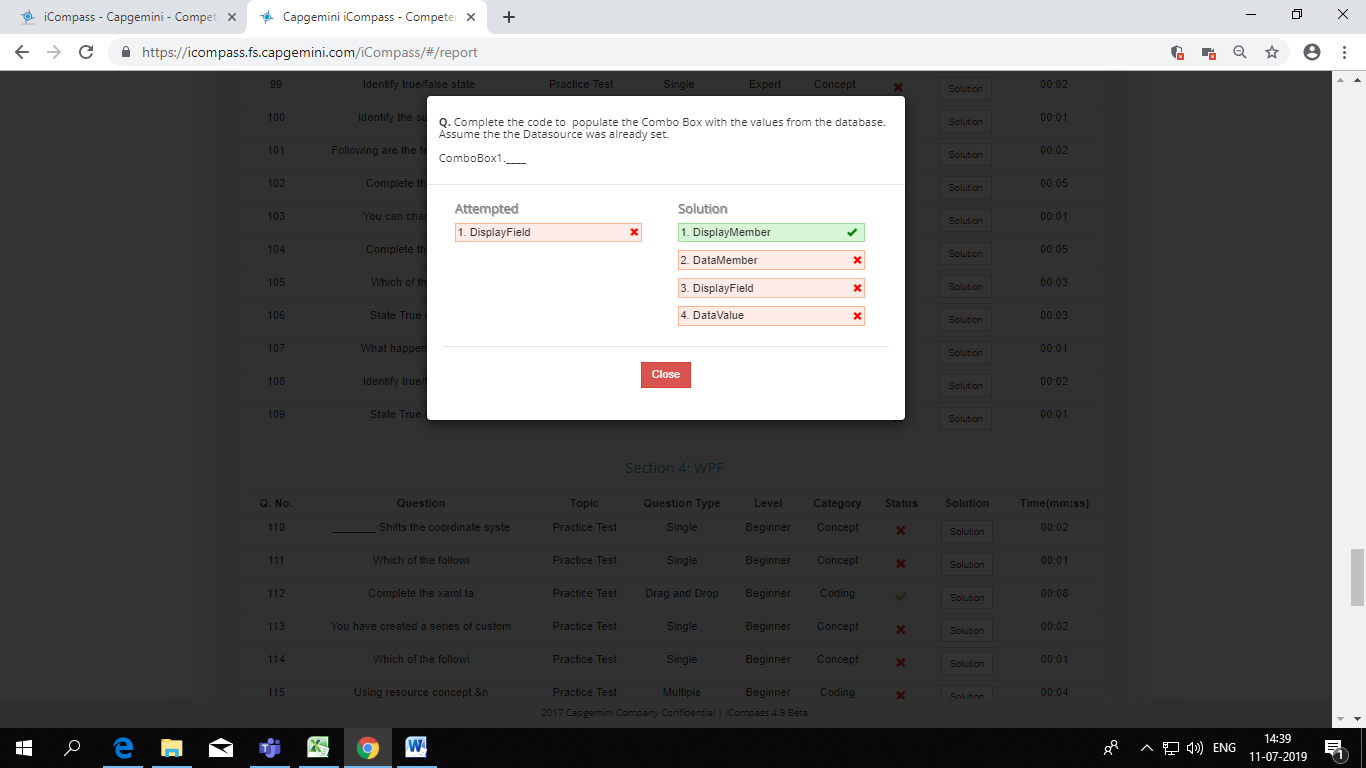 iCompass - Capgemini - Compet
Capgemini iCompass - Competen
https://icompass.fs.capgemini.com/iCompass/#/report
99 Identify true/false state Practice Test Single Expert Concept Solution 00:02
100 Identify the su Solution 00:01
101 Following are the fe Solution 00:02
102 Complete th Solution 00:05
103 You can cha Solution 00:01
104 Complete th Solution 00:05
105 Which of th Solution 00:03
106 State True Solution 00:03
107 What happen Solution 00:01
108 Identify true/f Solution 00:02
109 State True Solution 00:01
Q. Complete the code to populate the Combo Box with the values from the database.
Assume the the Datasource was already set.
ComboBox1.____
Attempted Solution
1. DisplayField 1. DisplayMember
2. DataMember
3. DisplayField
4. DataValue
Close
Section 4: WPF
Q. No. Question Topic Question Type Level Category Status Solution Time(mm:ss)
110 ________ Shifts the coordinate syste Practice Test Single Beginner Concept Solution 00:02
111 Which of the followi Practice Test Single Beginner Concept Solution 00:01
112 Complete the xaml ta Practice Test Drag and Drop Beginner Coding Solution 00:08
113 You have created a series of custom Practice Test Single Beginner Concept Solution 00:02
114 Which of the followi Practice Test Single Beginner Concept Solution 00:01
115 Using resource concept,&n Practice Test Multiple Beginner Coding Solution 00:04
2017 Capgemini Company Confidential | iCompass 4.9 Beta
ENG 14:39
11-07-2019 1